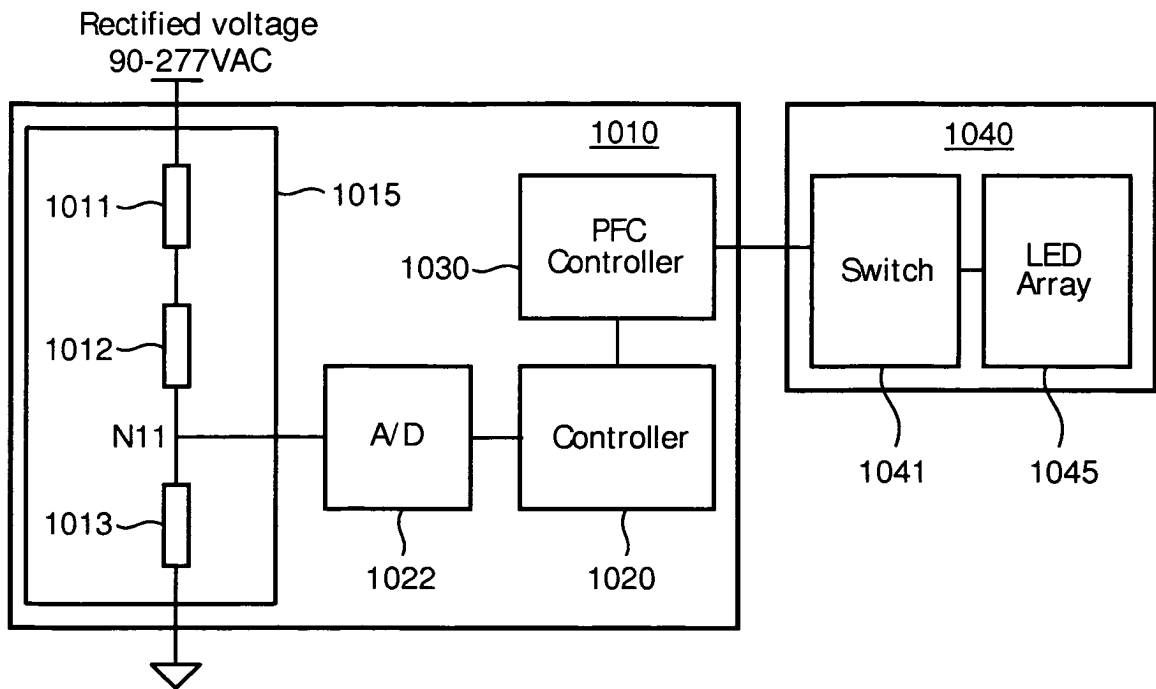 Rectified voltage
90-277VAC
1010
1040
1011
1015
PFC
Controller
1030
Switch
LED
Array
1012
N11
A/D
Controller
1041
1045
1013
1022
1020